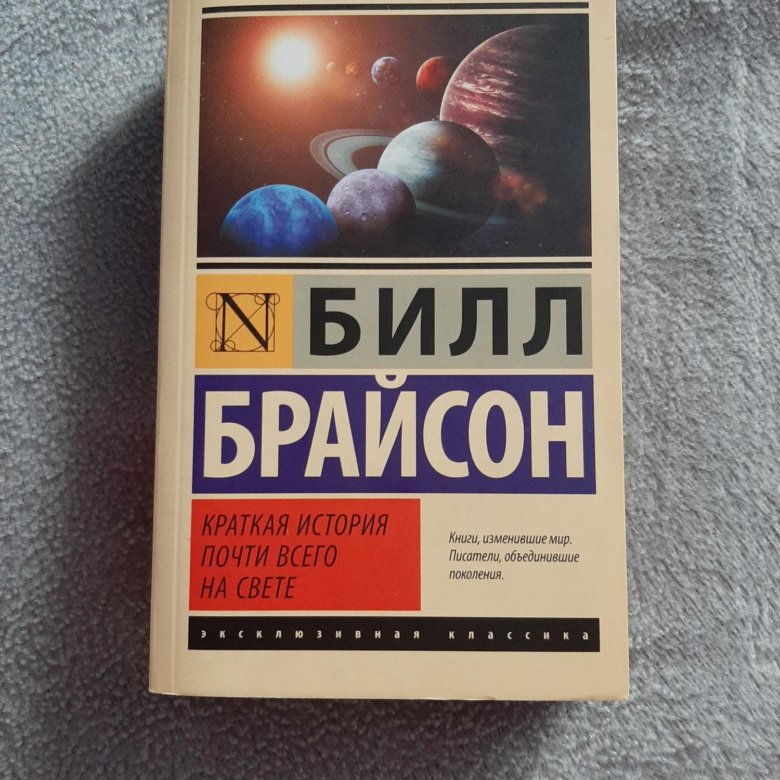 N БИЛЛ
БРАЙСОН
КРАТКАЯ ИСТОРИЯ
ПОЧТИ ВСЕГО
НА СВЕТЕ
Книги, изменившие мир.
Писатели, объединившие
поколения.
эксклюзивная классика